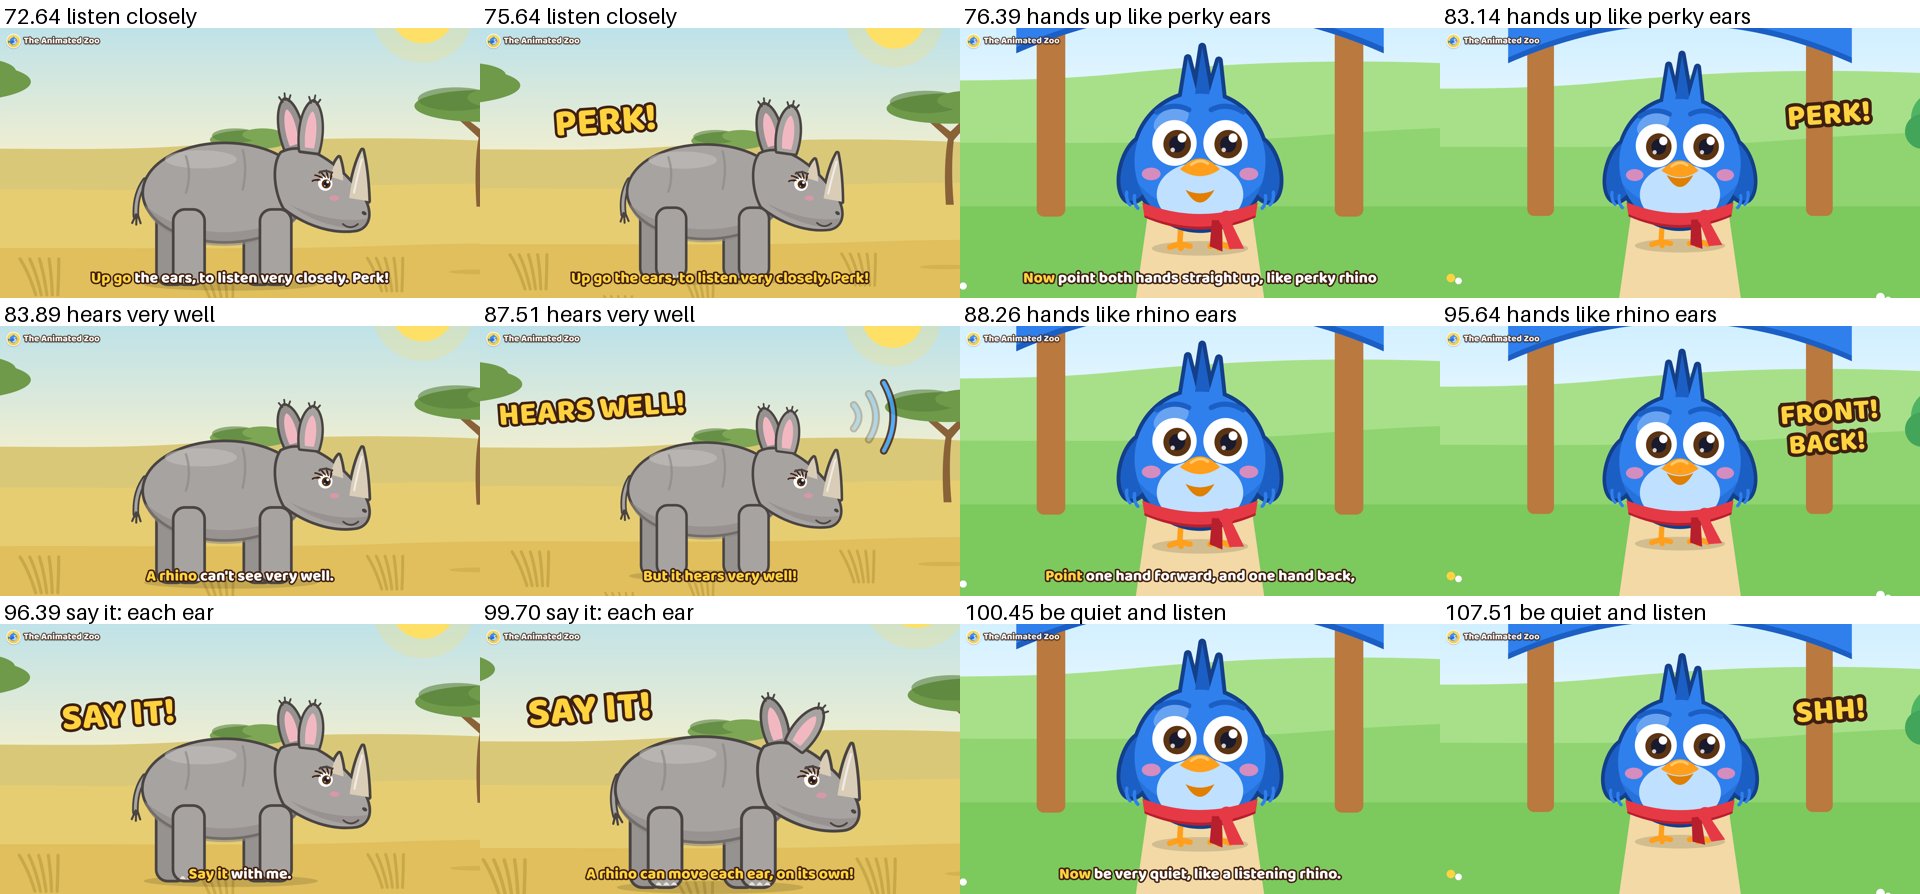 72.64 listen closely
75.64 listen closely
76.39 hands up like perky ears
83.14 hands up like perky ears
The Animated Zoo
The Animated Zoo
The Animated Zoo
The Animated Zoo
PERK!
PERK!
Up go the ears, to listen very closely. Perk!
Up go the ears, to listen very closely. Perk!
Now point both hands straight up, like perky rhino
83.89 hears very well
87.51 hears very well
88.26 hands like rhino ears
95.64 hands like rhino ears
The Animated Zoo
The Animated Zoo
The Animated Zoo
The Animated Zoo
HEARS WELL!
FRONT!
BACK!
A rhino can't see very well.
But it hears very well!
Point one hand forward, and one hand back,
96.39 say it: each ear
99.70 say it: each ear
100.45 be quiet and listen
107.51 be quiet and listen
The Animated Zoo
The Animated Zoo
The Animated Zoo
The Animated Zoo
SAY IT!
SAY IT!
SHH!
Say it with me.
A rhino can move each ear, on its own!
Now be very quiet, like a listening rhino.